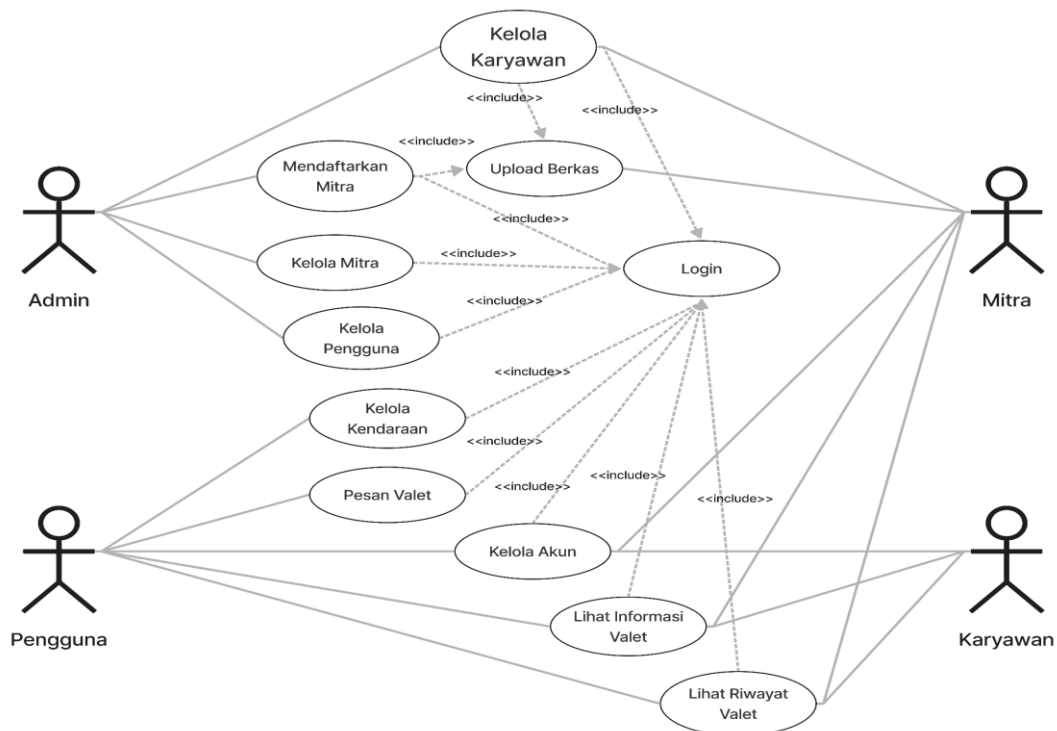 Kelola
Karyawan
<<include>>
<<include>>
<<include>>
Mendaftarkan
Mitra
Upload Berkas
<<include>>
<<include>>
Kelola Mitra
Login
Admin
Mitra
<<include>>
Kelola
Pengguna
<<include>>
Kelola
Kendaraan
<<include>>
Pesan Valet
<<include>>
<<include>>
<<include>>
Kelola Akun
Lihat Informasi
Valet
Pengguna
Karyawan
Lihat Riwayat
Valet